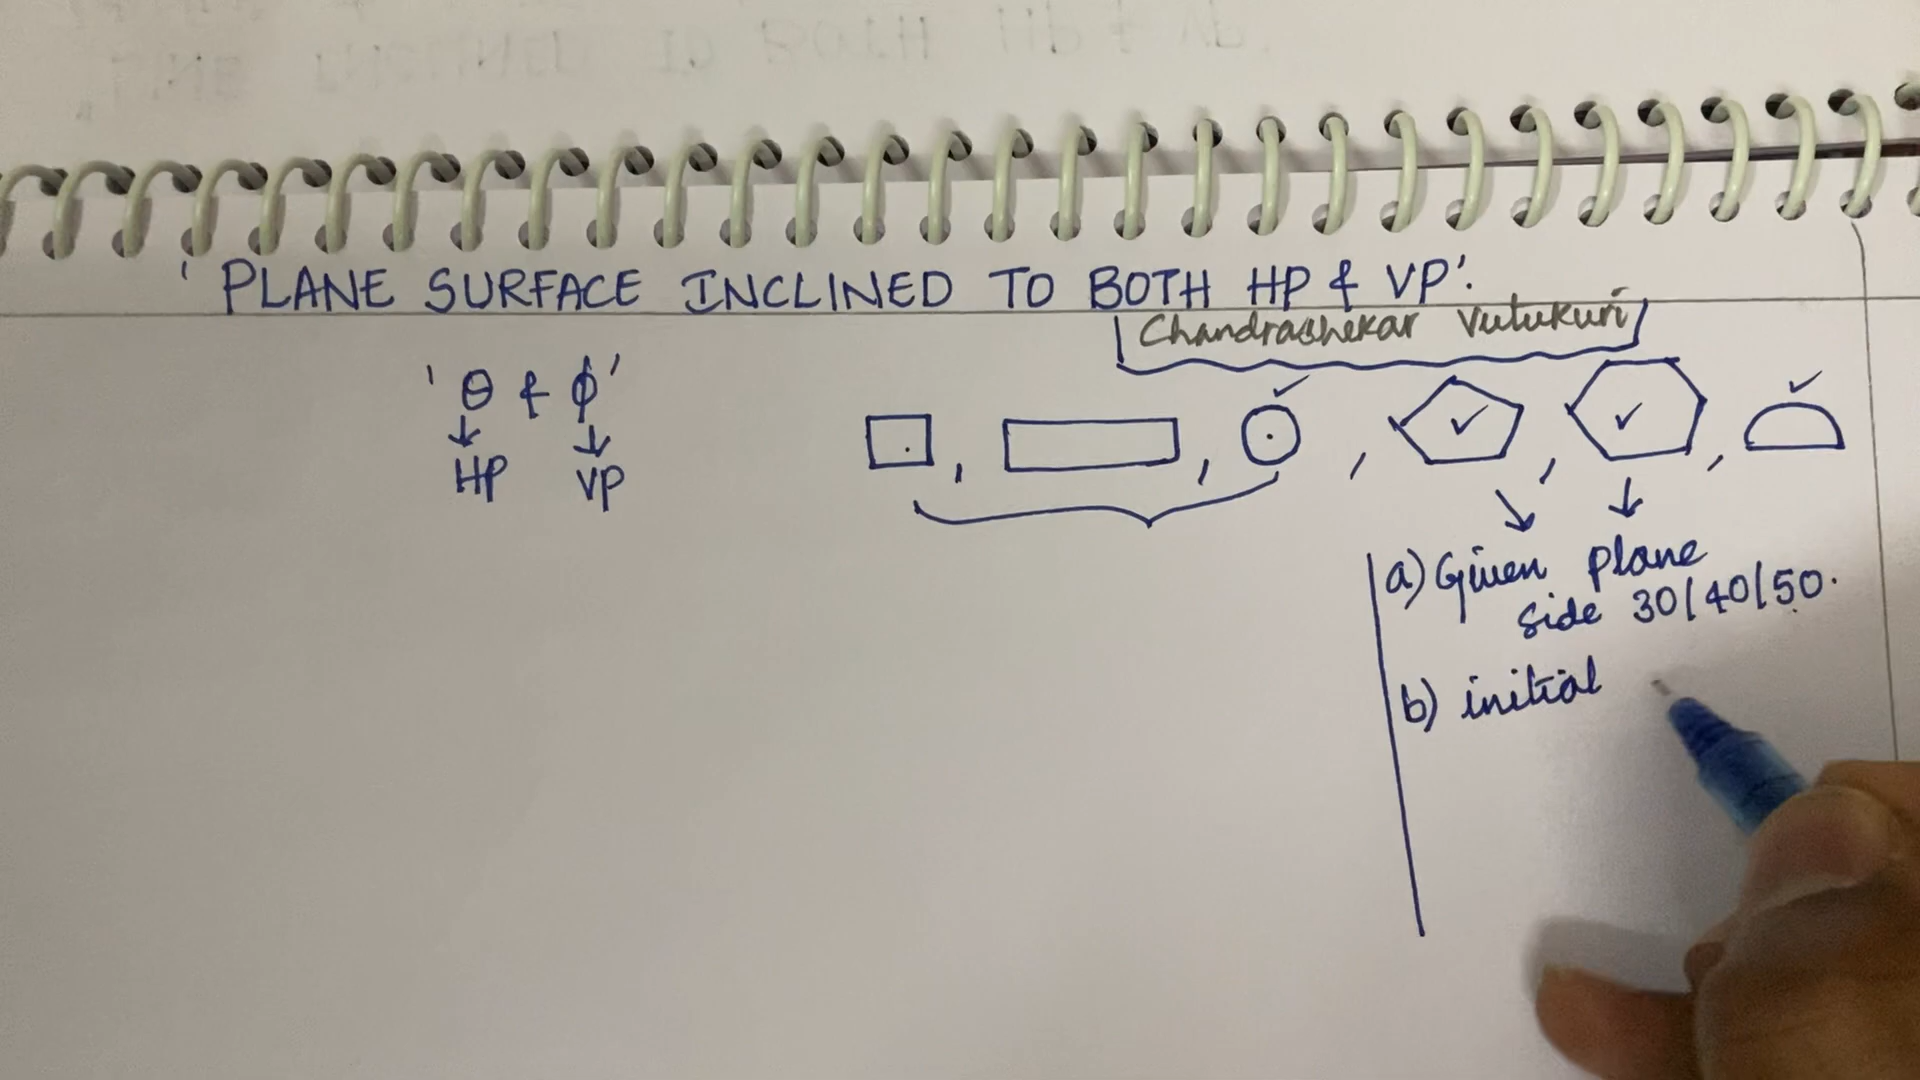 ' PLANE SURFACE INCLINED TO BOTH HP & VP'.
Chandrashekar Vutukuri
' θ & φ '
↓ ↓
HP VP
a) Given plane
side 30/40/50.
b) initial